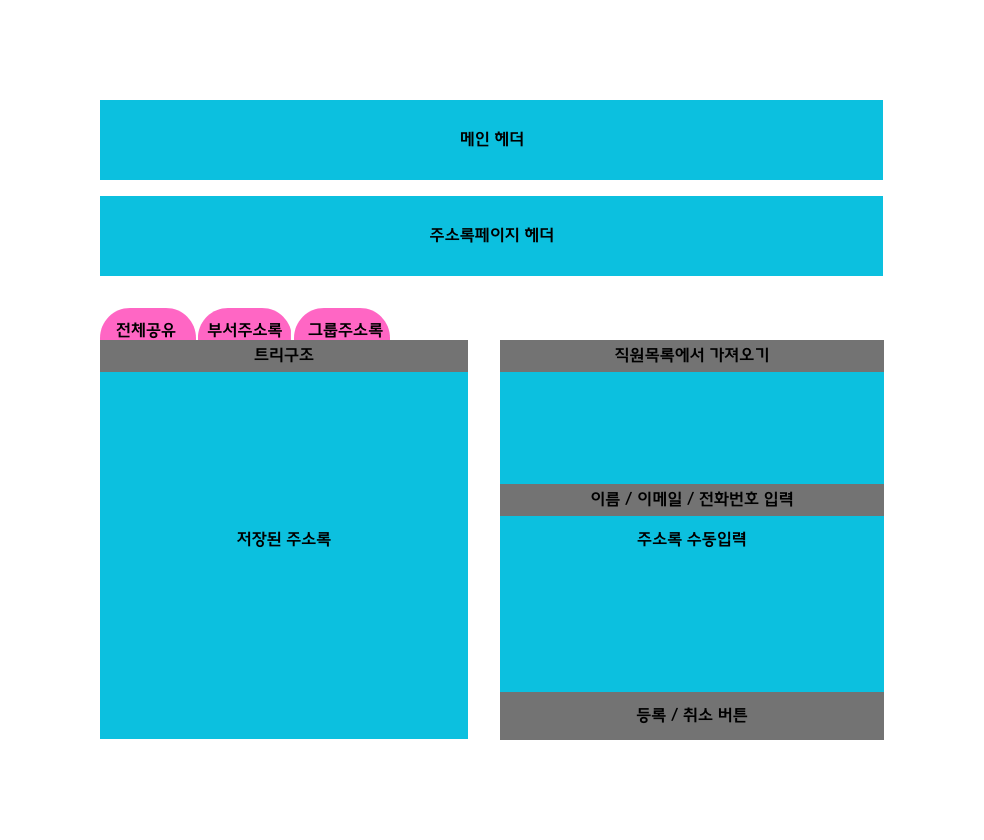 메인 헤더
주소록페이지 헤더
전체공유
부서주소록
그룹주소록
트리구조
저장된 주소록
직원목록에서 가져오기
이름 / 이메일 / 전화번호 입력
주소록 수동입력
등록 / 취소 버튼